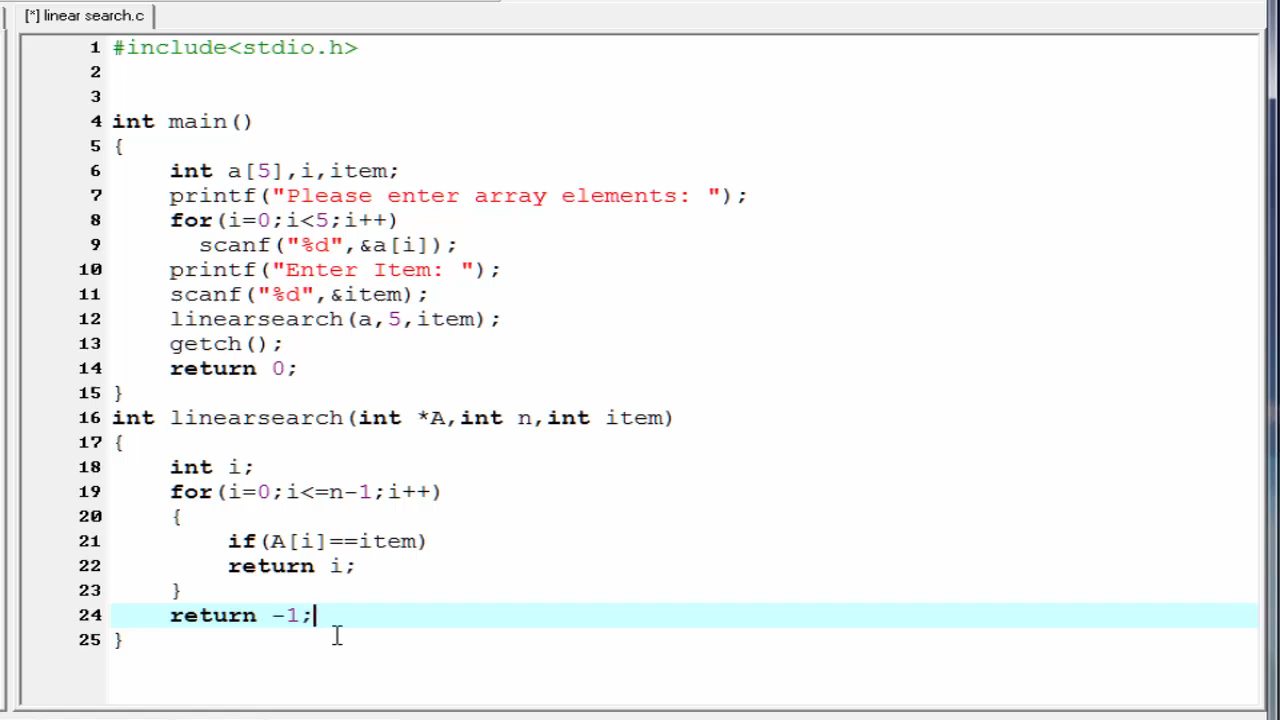 [*] linear search.c
1 #include<stdio.h>
2
3
4 int main()
5 {
6 int a[5],i,item;
7 printf("Please enter array elements: ");
8 for(i=0;i<5;i++)
9 scanf("%d",&a[i]);
10 printf("Enter Item: ");
11 scanf("%d",&item);
12 linearsearch(a,5,item);
13 getch();
14 return 0;
15 }
16 int linearsearch(int *A,int n,int item)
17 {
18 int i;
19 for(i=0;i<=n-1;i++)
20 {
21 if(A[i]==item)
22 return i;
23 }
24 return -1;
25 }